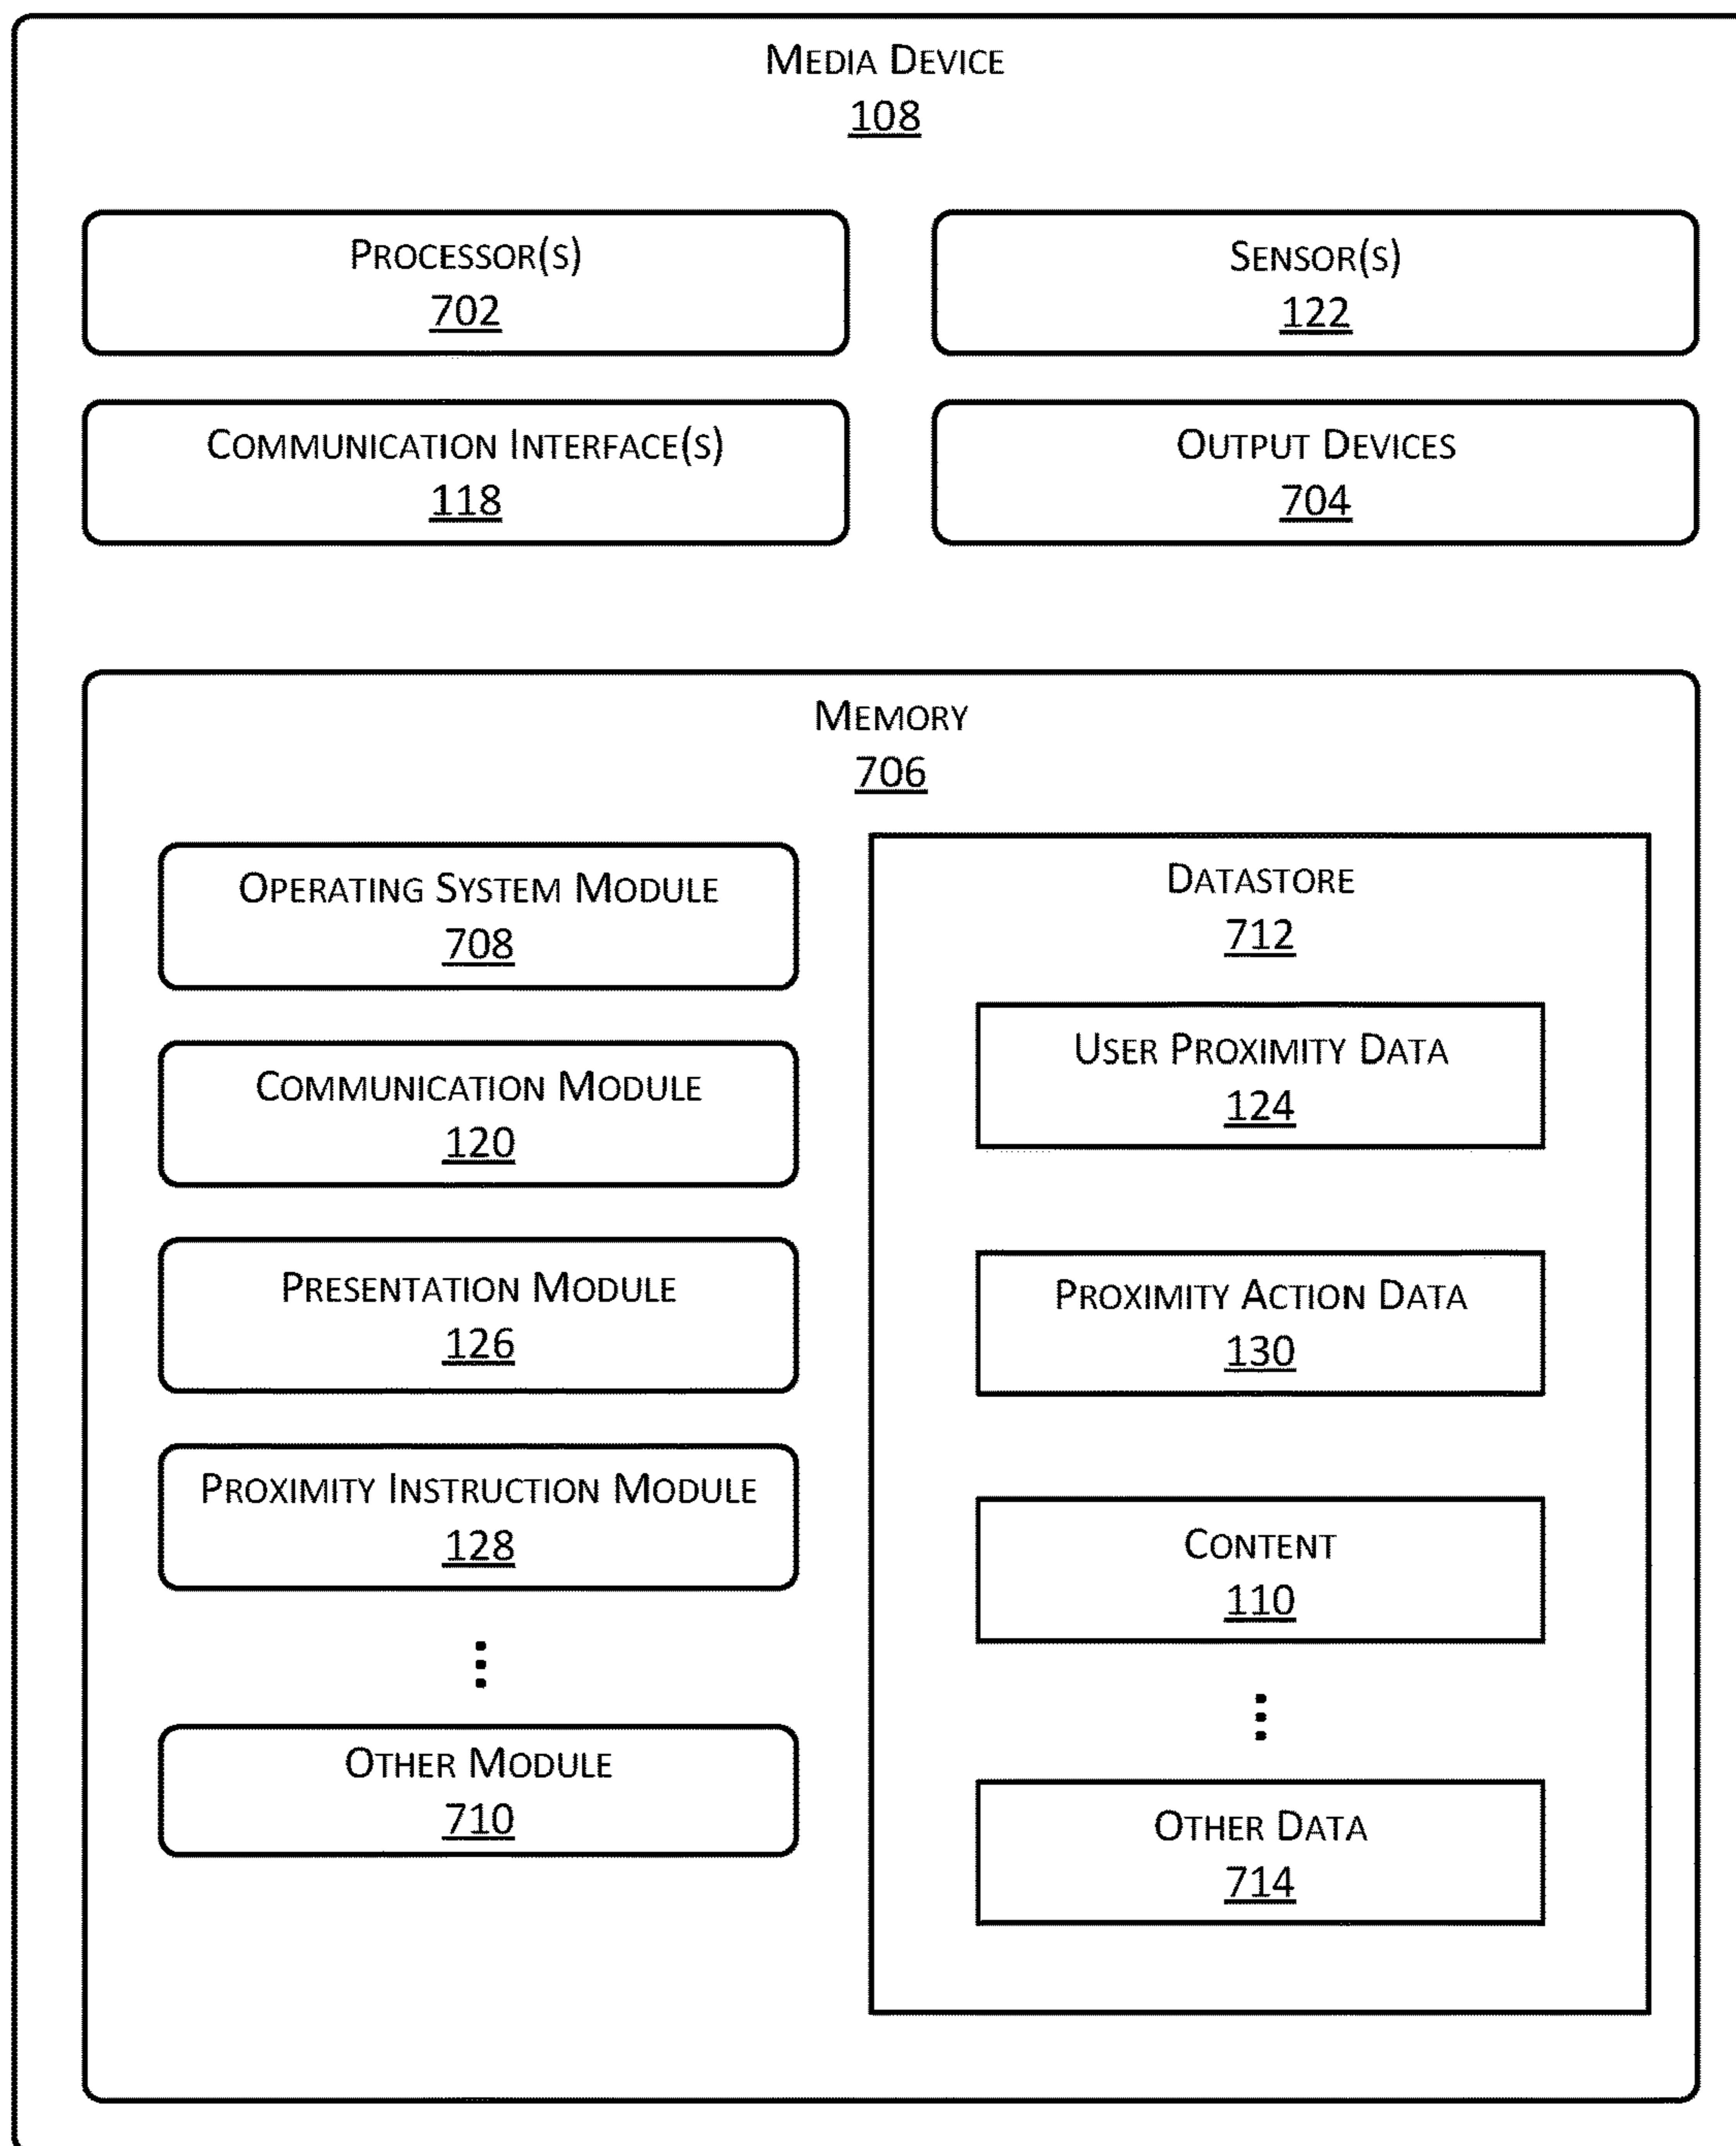 MEDIA DEVICE
108
PROCESSOR(S)
702
SENSOR(S)
122
COMMUNICATION INTERFACE(S)
118
OUTPUT DEVICES
704
MEMORY
706
OPERATING SYSTEM MODULE
708
COMMUNICATION MODULE
120
PRESENTATION MODULE
126
PROXIMITY INSTRUCTION MODULE
128
OTHER MODULE
710
DATASTORE
712
USER PROXIMITY DATA
124
PROXIMITY ACTION DATA
130
CONTENT
110
OTHER DATA
714